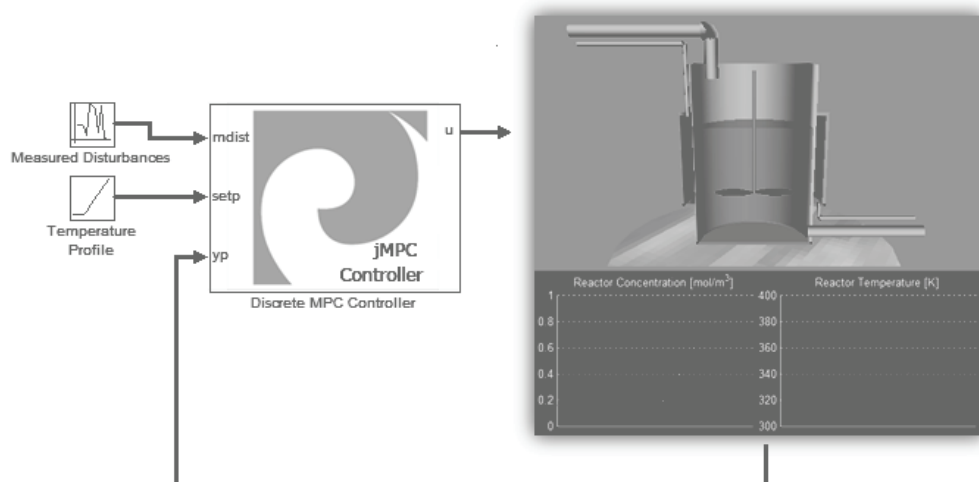 mdist
u
Measured Disturbances
setp
Temperature
Profile
yp
jMPC
Controller
Discrete MPC Controller
Reactor Concentration [mol/m³]
Reactor Temperature [K]
1
0.8
0.6
0.4
0.2
0
400
380
360
340
320
300